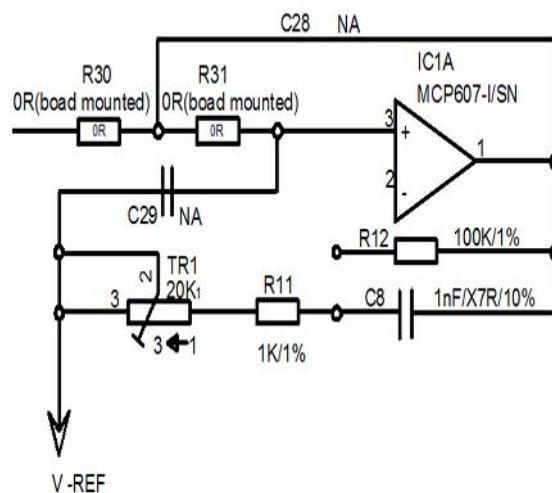 C28 NA
R30
R31
IC1A
0R(boad mounted)
0R(boad mounted)
MCP607-I/SN
0R
0R
3
+
1
2
-
C29
NA
R12
100K/1%
2
TR1
20K
1
3
R11
C8
1nF/X7R/10%
3
1
1K/1%
V -REF